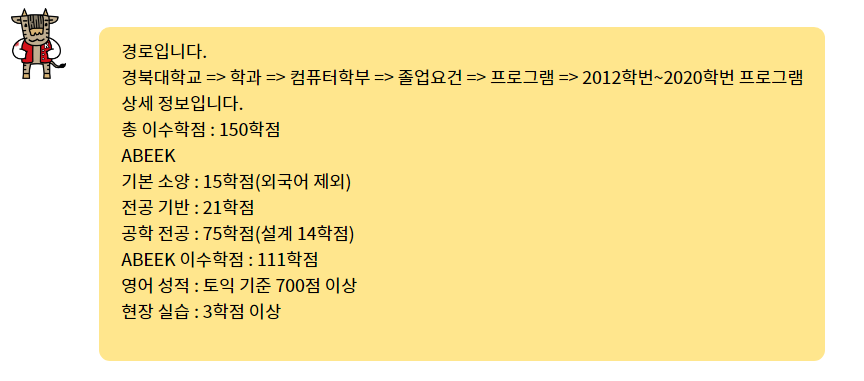 경로입니다.
경북대학교 => 학과 => 컴퓨터학부 => 졸업요건 => 프로그램 => 2012학번~2020학번 프로그램
상세 정보입니다.
총 이수학점 : 150학점
ABEEK
기본 소양 : 15학점(외국어 제외)
전공 기반 : 21학점
공학 전공 : 75학점(설계 14학점)
ABEEK 이수학점 : 111학점
영어 성적 : 토익 기준 700점 이상
현장 실습 : 3학점 이상